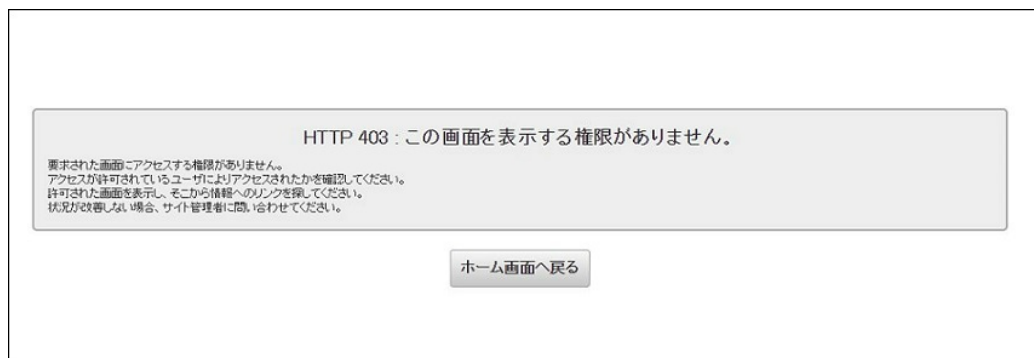 HTTP 403 : この画面を表示する権限がありません。
要求された画面にアクセスする権限がありません。
アクセスが許可されているユーザによりアクセスされたかを確認してください。
許可された画面を表示し、そこから情報へのリンクを探してください。
状況が改善しない場合、サイト管理者に問い合わせてください。
ホーム画面へ戻る